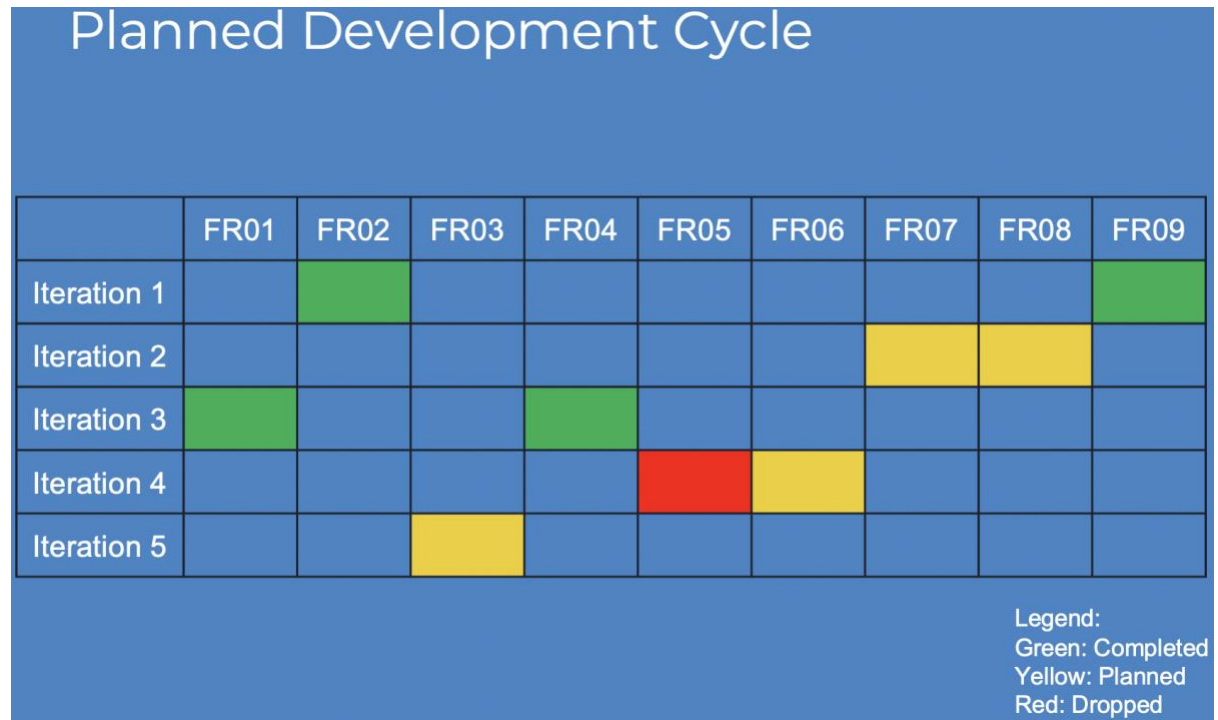 Planned Development Cycle
FR01 FR02 FR03 FR04 FR05 FR06 FR07 FR08 FR09
Iteration 1
Iteration 2
Iteration 3
Iteration 4
Iteration 5
Legend:
Green: Completed
Yellow: Planned
Red: Dropped